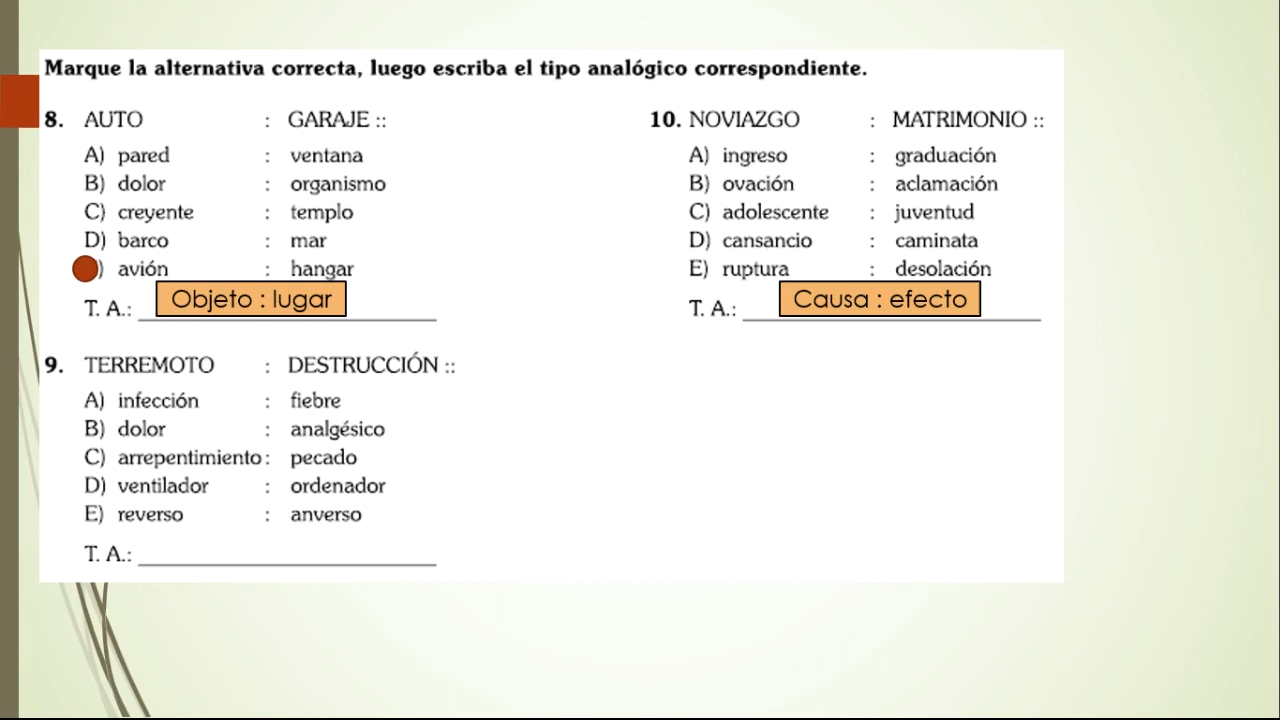 Marque la alternativa correcta, luego escriba el tipo analógico correspondiente.
8. AUTO : GARAJE ::
A) pared : ventana
B) dolor : organismo
C) creyente : templo
D) barco : mar
) avión : hangar
T. A.: Objeto : lugar
9. TERREMOTO : DESTRUCCIÓN ::
A) infección : fiebre
B) dolor : analgésico
C) arrepentimiento : pecado
D) ventilador : ordenador
E) reverso : anverso
T. A.:
10. NOVIAZGO : MATRIMONIO ::
A) ingreso : graduación
B) ovación : aclamación
C) adolescente : juventud
D) cansancio : caminata
E) ruptura : desolación
T. A.: Causa : efecto